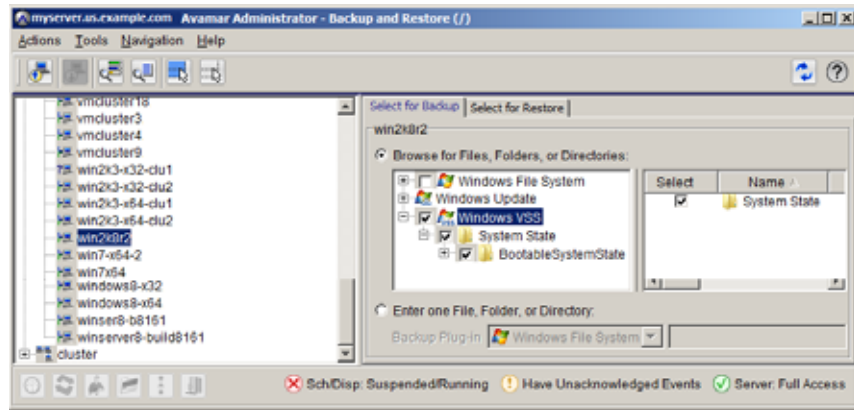 myserver.us.example.com Avamar Administrator - Backup and Restore (/)
Actions Tools Navigation Help
vmcluster18
vmcluster3
vmcluster4
vmcluster9
win2k3-x32-clu1
win2k3-x32-clu2
win2k3-x64-clu1
win2k3-x64-clu2
win2k8r2
win7-x64-2
win7x64
windows8-x32
windows8-x64
winser8-b8161
winserver8-build8161
cluster
Select for Backup Select for Restore
win2k8r2
Browse for Files, Folders, or Directories:
Windows File System
Windows Update
Windows VSS
System State
BootableSystemState
Select Name
System State
Enter one File, Folder, or Directory:
Backup Plug-in Windows File System
Sch/Disp: Suspended/Running Have Unacknowledged Events Server: Full Access